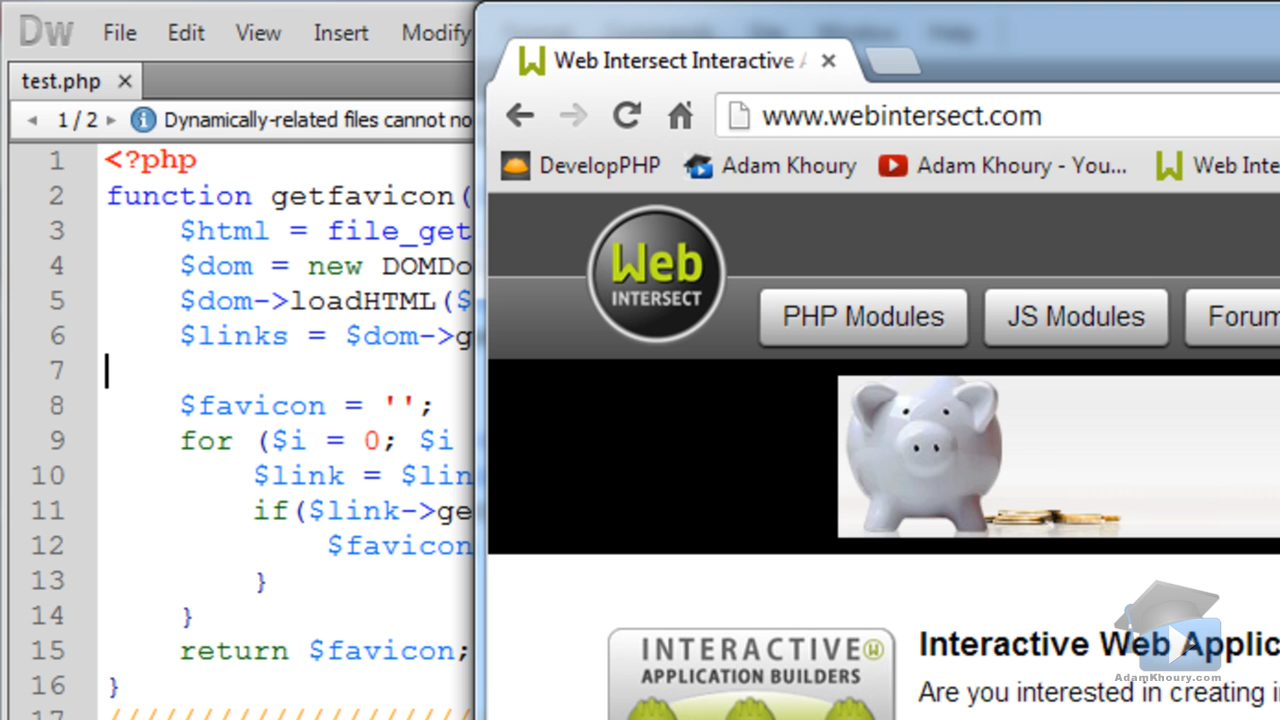 Dw File Edit View Insert Modify
test.php ×
1 / 2 Dynamically-related files cannot no
1 <?php
2 function getfavicon(
3 $html = file_get
4 $dom = new DOMDo
5 $dom->loadHTML($
6 $links = $dom->g
7
8 $favicon = '';
9 for ($i = 0; $i
10 $link = $lin
11 if($link->ge
12 $favicon
13 }
14 }
15 return $favicon;
16 }
17 ////////////////////
Web Intersect Interactive
www.webintersect.com
DevelopPHP Adam Khoury Adam Khoury - You... Web Inte
Web
INTERSECT
PHP Modules JS Modules Forum
INTERACTIVE
APPLICATION BUILDERS
Interactive Web Applic
Are you interested in creating i
AdamKhoury.com